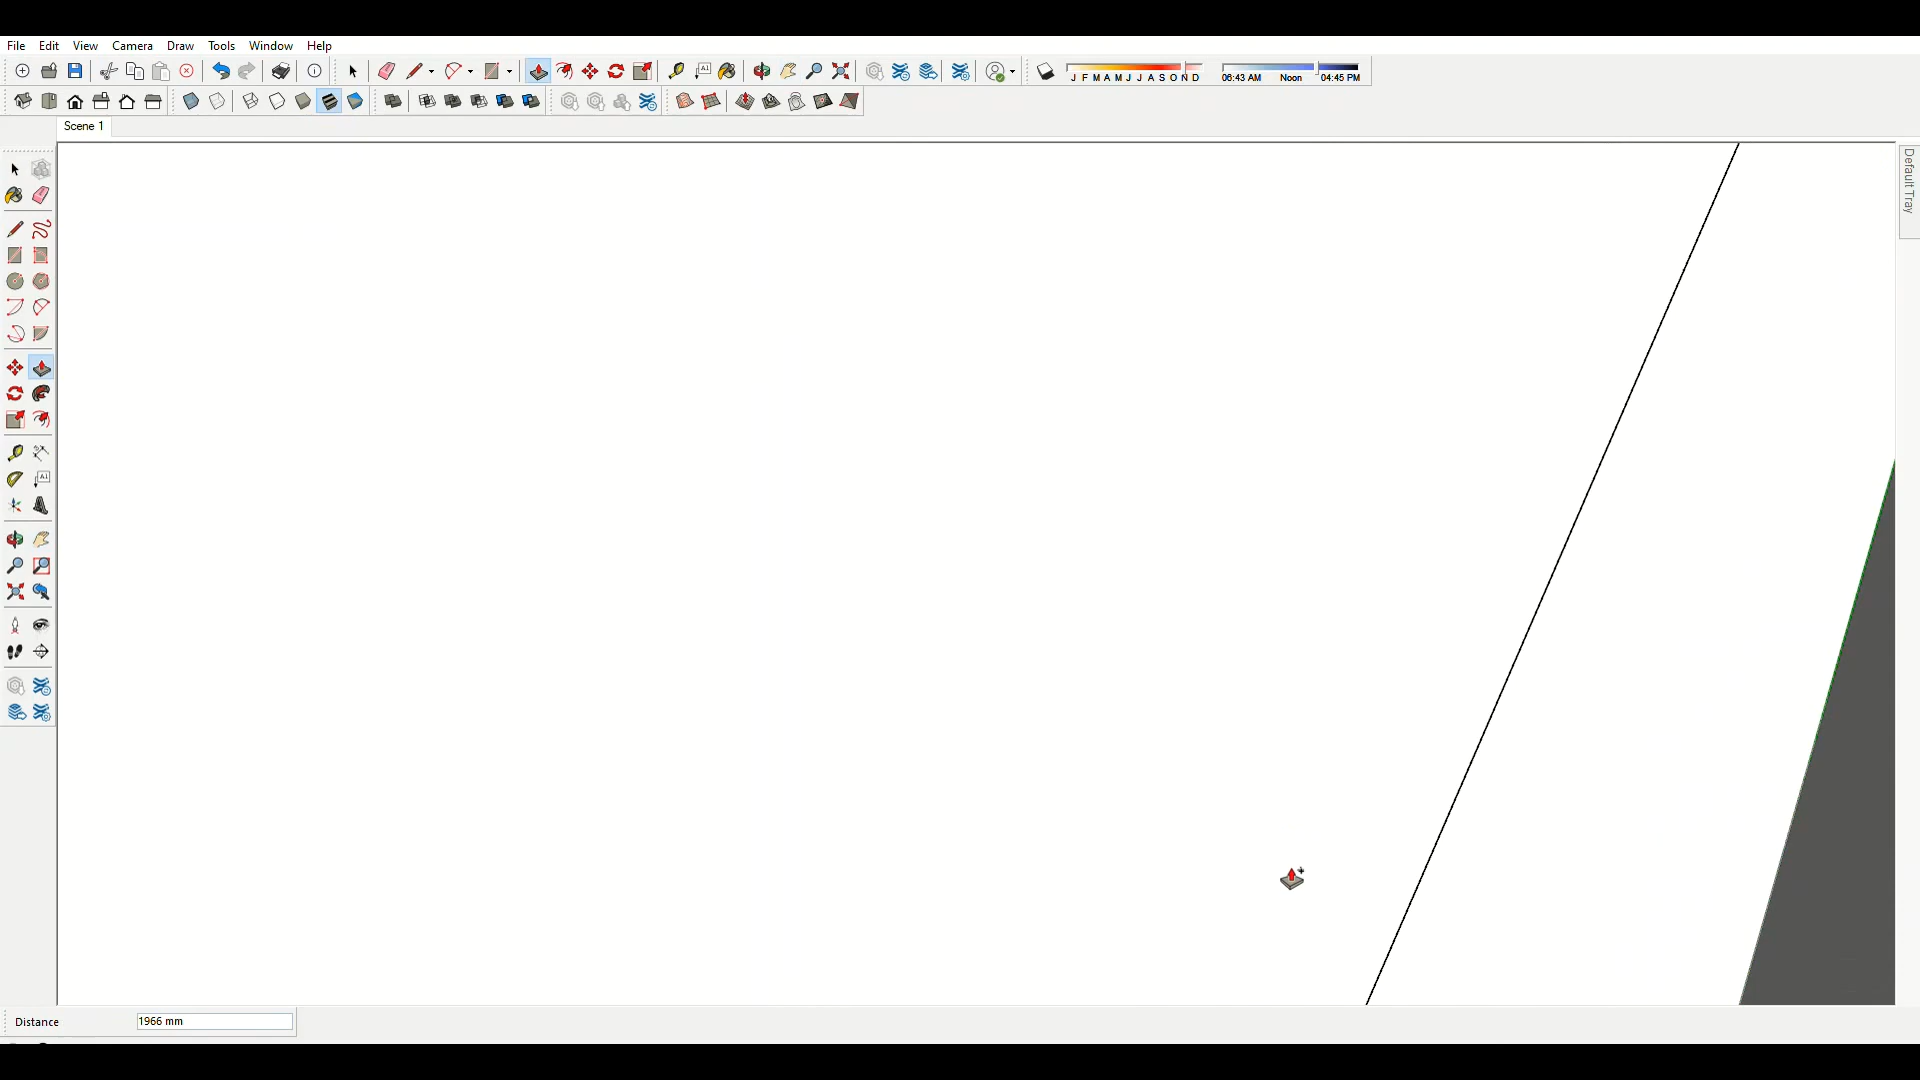 File Edit View Camera Draw Tools Window Help
J F M A M J J A S O N D 06:43 AM Noon 04:45 PM
Scene 1
Default Tray
Distance 1966 mm